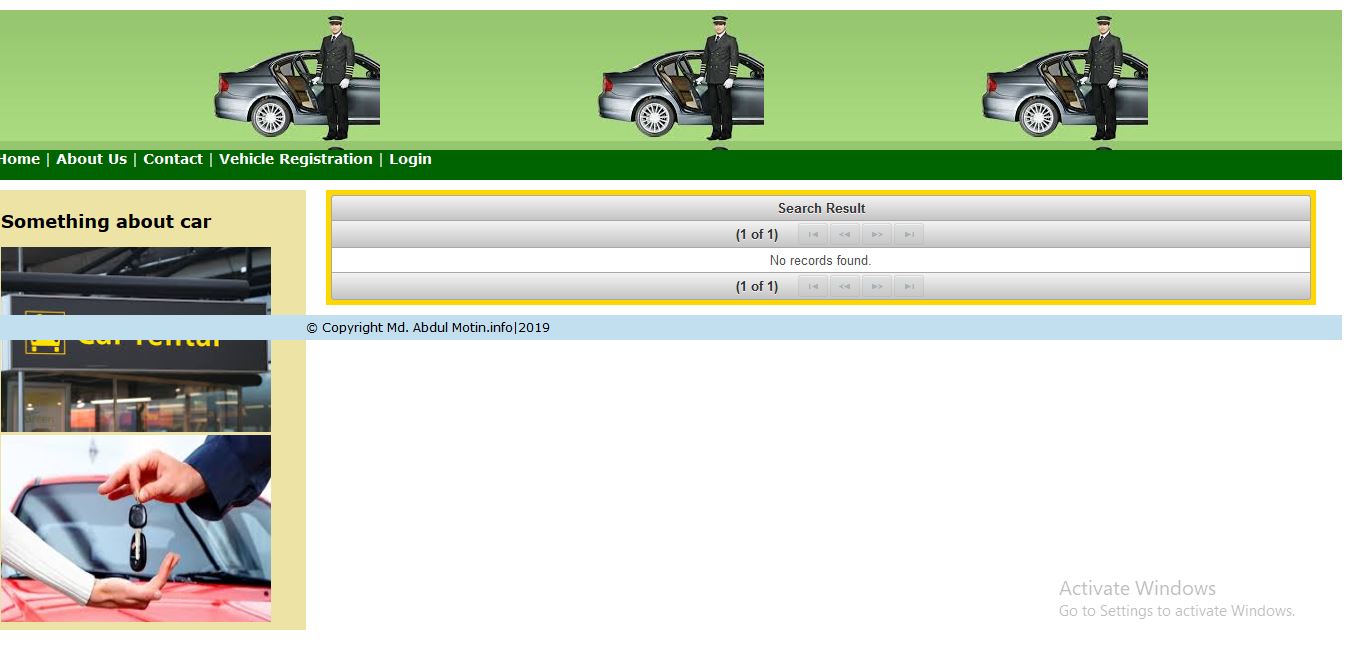 Home | About Us | Contact | Vehicle Registration | Login
Something about car
Search Result
(1 of 1)
No records found.
(1 of 1)
© Copyright Md. Abdul Motin.info|2019
Car rental
Activate Windows
Go to Settings to activate Windows.